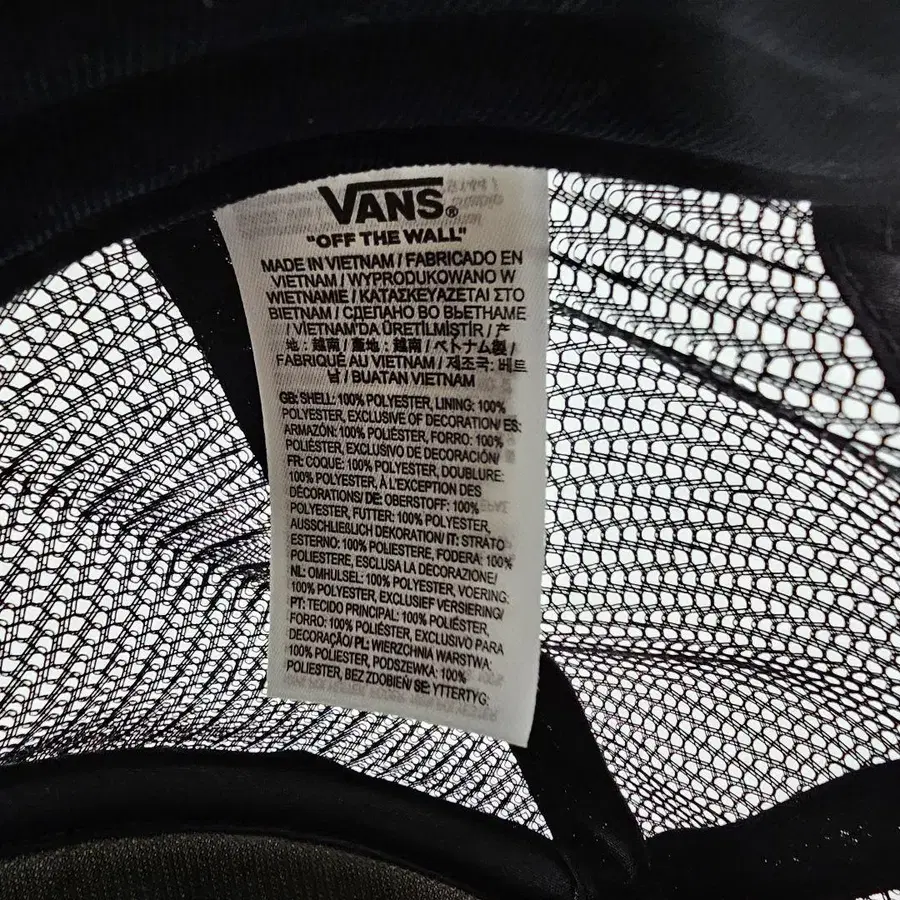 VANS®
"OFF THE WALL"
MADE IN VIETNAM / FABRICADO EN
VIETNAM / WYPRODUKOWANO W
WIETNAMIE / ΚΑΤΑΣΚΕΥΑΖΕΤΑΙ ΣΤΟ
ΒΙΕΤΝΑΜ / СДЕЛАНО ВО ВЬЕТНАМЕ
/ VİETNAM'DA ÜRETİLMİŞTİR / 产
地 : 越南 / 產地 : 越南 / ベトナム製 /
FABRIQUÉ AU VIETNAM / 제조국: 베트
남 / BUATAN VIETNAM
GB: SHELL: 100% POLYESTER, LINING: 100%
POLYESTER, EXCLUSIVE OF DECORATION/ ES:
ARMAZÓN: 100% POLIÉSTER, FORRO: 100%
POLIÉSTER, EXCLUSIVO DE DECORACIÓN/
FR: COQUE: 100% POLYESTER, DOUBLURE:
100% POLYESTER, À L'EXCEPTION DES
DÉCORATIONS/ DE: OBERSTOFF: 100%
POLYESTER, FUTTER: 100% POLYESTER,
AUSSCHLIEßLICH DEKORATION/ IT: STRATO
ESTERNO: 100% POLIESTERE, FODERA: 100%
POLIESTERE, ESCLUSA LA DECORAZIONE/
NL: OMHULSEL: 100% POLYESTER, VOERING:
100% POLYESTER, EXCLUSIEF VERSIERING/
PT: TECIDO PRINCIPAL: 100% POLIÉSTER,
FORRO: 100% POLIÉSTER, EXCLUSIVO PARA
DECORAÇÃO/ PL: WIERZCHNIA WARSTWA:
100% POLIESTER, PODSZEWKA: 100%
POLIESTER, BEZ ZDOBIEŃ/ SE: YTTERTYG: